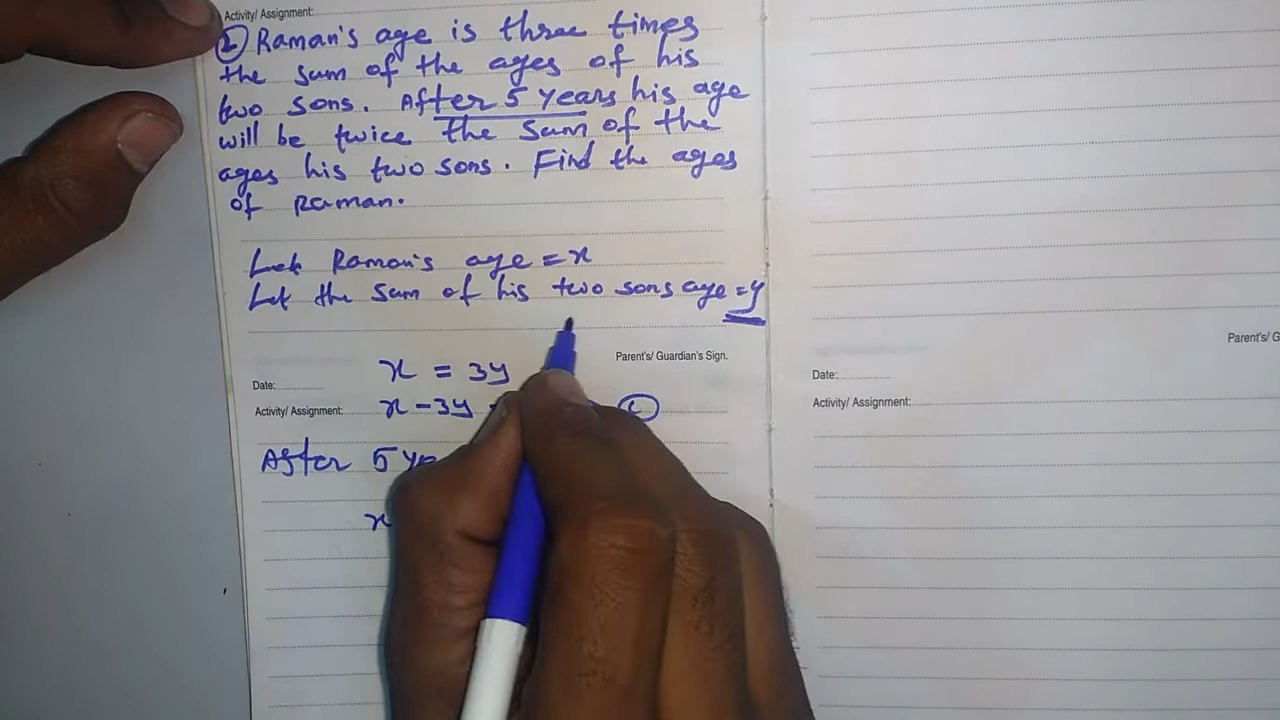 Activity/ Assignment:
Raman's age is three times
the sum of the ages of his
two sons. After 5 years his age
will be twice the sum of the
ages his two sons. Find the ages
of Raman.
Let Raman's age = x
Let the sum of his two sons age = y
Parent's/ Guardian's Sign.
x = 3y
Date:
Activity/ Assignment: x - 3y
After 5
x
Parent's/ G
Date:
Activity/ Assignment: